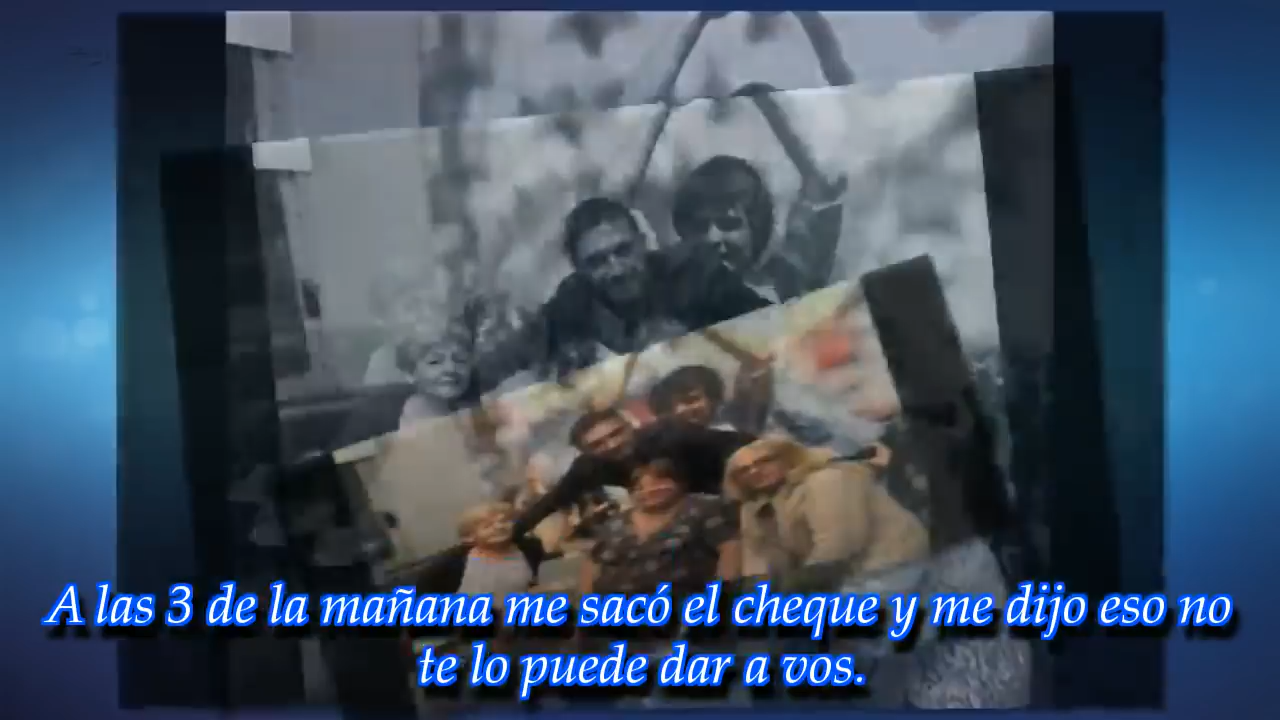 A las 3 de la mañana me sacó el cheque y me dijo eso no
te lo puede dar a vos.